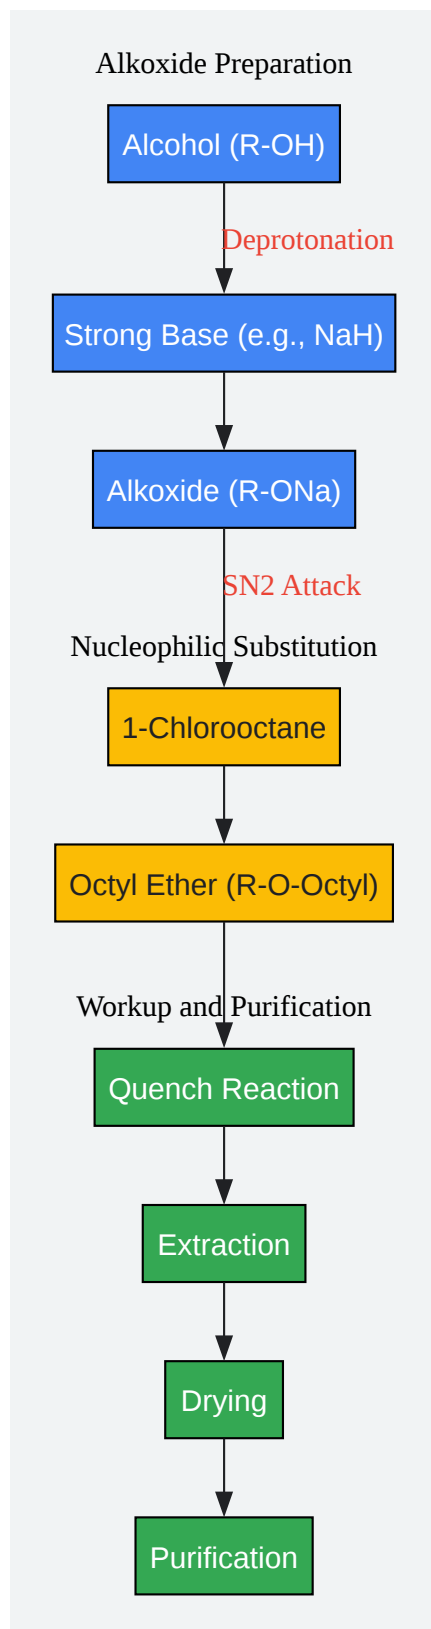 Alkoxide Preparation
Alcohol (R-OH)
Deprotonation
Strong Base (e.g., NaH)
Alkoxide (R-ONa)
SN2 Attack
Nucleophilic Substitution
1-Chlorooctane
Octyl Ether (R-O-Octyl)
Workup and Purification
Quench Reaction
Extraction
Drying
Purification